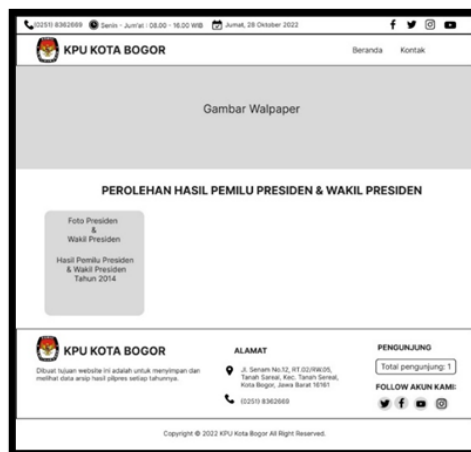 (0251) 8362669 Senin - Jum'at : 08.00 - 16.00 WIB Jumat, 28 Oktober 2022
KPU KOTA BOGOR Beranda Kontak
Gambar Walpaper
PEROLEHAN HASIL PEMILU PRESIDEN & WAKIL PRESIDEN
Foto Presiden
&
Wakil Presiden
Hasil Pemilu Presiden
& Wakil Presiden
Tahun 2014
KPU KOTA BOGOR
Dibuat tujuan website ini adalah untuk menyimpan dan
melihat data arsip hasil pilpres setiap tahunnya.
ALAMAT
Jl. Senam No.12, RT.02/RW.05,
Tanah Sareal, Kec. Tanah Sereal,
Kota Bogor, Jawa Barat 16161
(0251) 8362669
PENGUNJUNG
Total pengunjung: 1
FOLLOW AKUN KAMI:
Copyright © 2022 KPU Kota Bogor All Right Reserved.